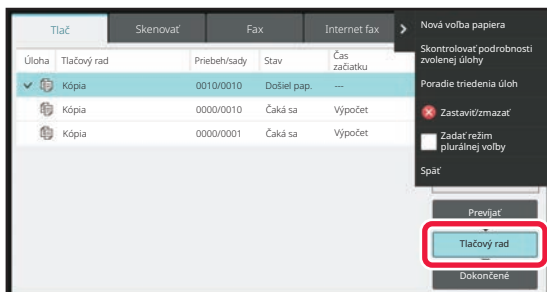 Tlač
Skenovať
Fax
Internet fax
Úloha
Tlačový rad
Priebeh/sady
Stav
Čas
začiatku
Kópia
0010/0010
Došiel pap.
---
Kópia
0000/0010
Čaká sa
Výpočet
Kópia
0000/0001
Čaká sa
Výpočet
Nová voľba papiera
Skontrolovať podrobnosti
zvolenej úlohy
Poradie triedenia úloh
Zastaviť/zmazať
Zadať režim
plurálnej voľby
Späť
Prevíjať
Tlačový rad
Dokončené